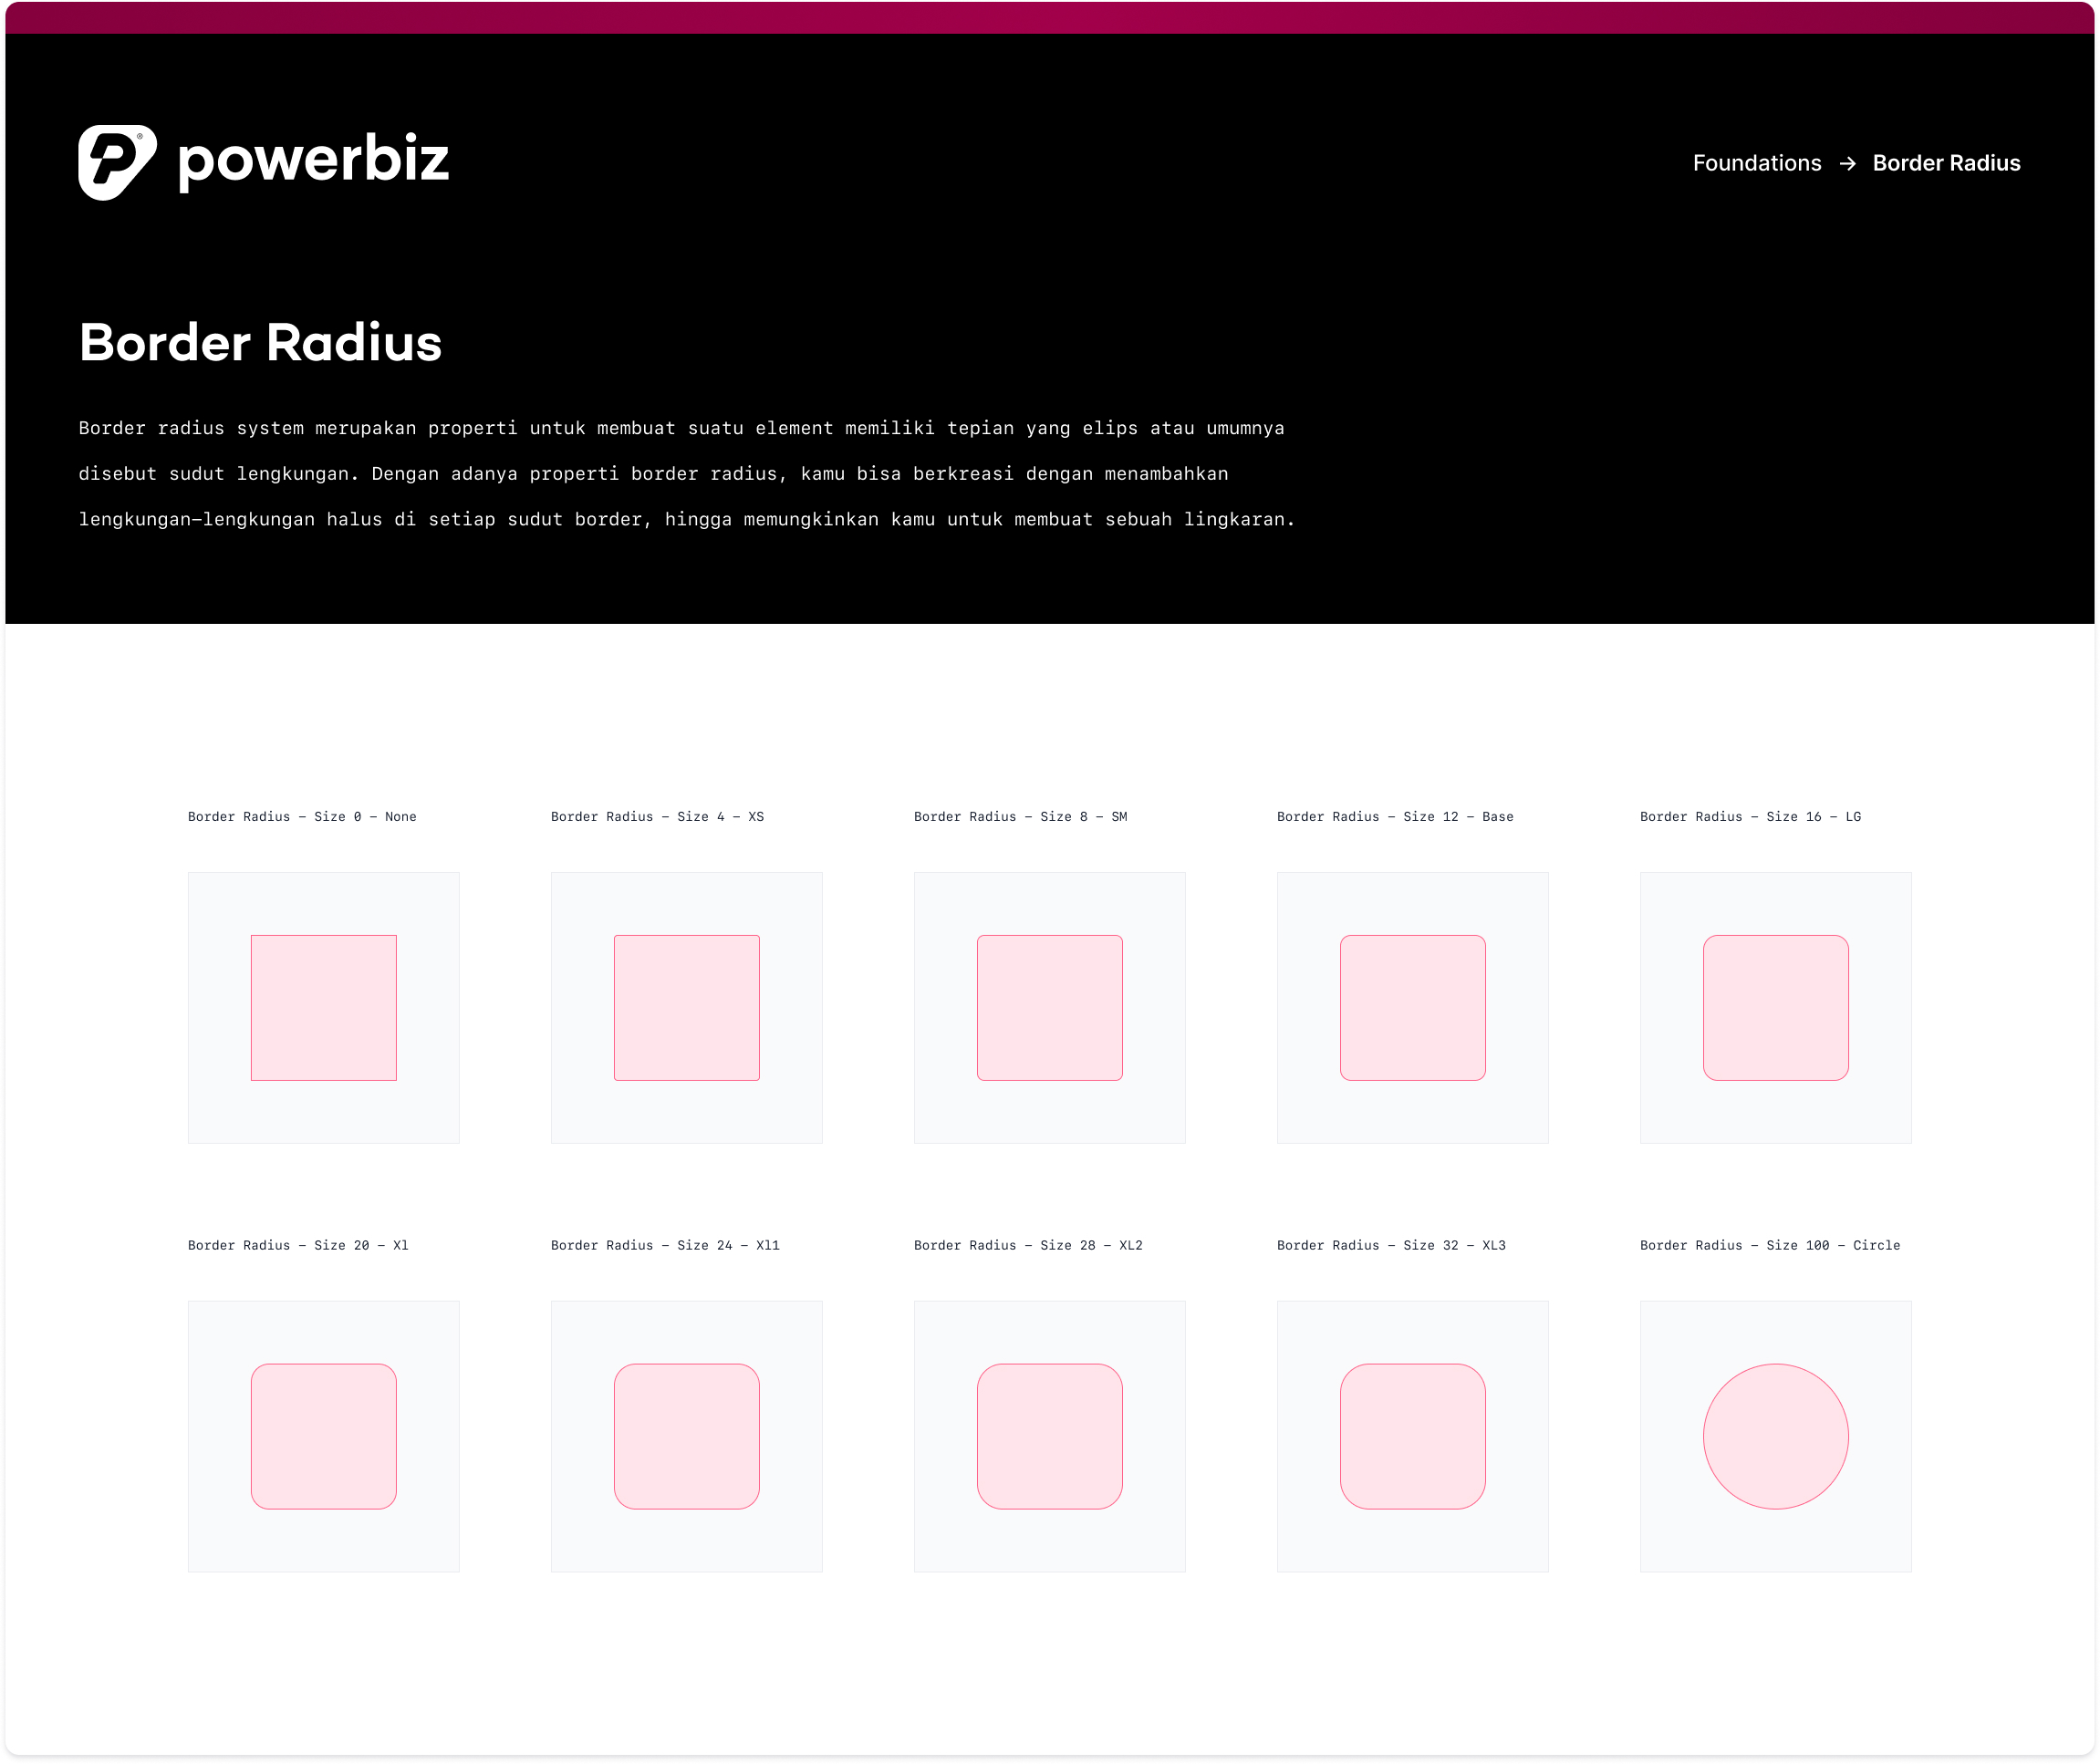 powerbiz
Foundations → Border Radius
Border Radius
Border radius system merupakan properti untuk membuat suatu element memiliki tepian yang elips atau umumnya
disebut sudut lengkungan. Dengan adanya properti border radius, kamu bisa berkreasi dengan menambahkan
lengkungan-lengkungan halus di setiap sudut border, hingga memungkinkan kamu untuk membuat sebuah lingkaran.
Border Radius - Size 0 - None
Border Radius - Size 4 - XS
Border Radius - Size 8 - SM
Border Radius - Size 12 - Base
Border Radius - Size 16 - LG
Border Radius - Size 20 - Xl
Border Radius - Size 24 - Xl1
Border Radius - Size 28 - XL2
Border Radius - Size 32 - XL3
Border Radius - Size 100 - Circle